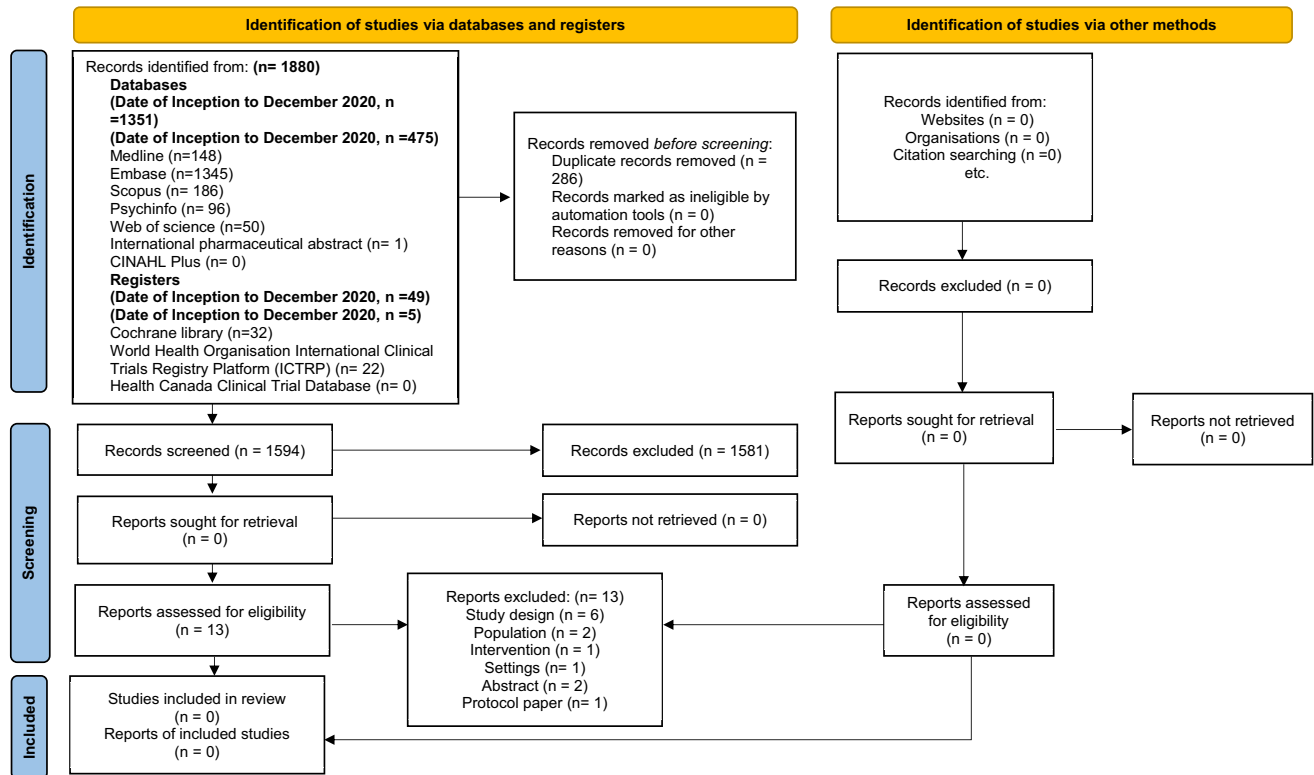 Identification of studies via databases and registers
Identification of studies via other methods
Identification
Records identified from: (n= 1880)
Databases
(Date of Inception to December 2020, n
=1351)
(Date of Inception to December 2020, n =475)
Medline (n=148)
Embase (n=1345)
Scopus (n= 186)
Psychinfo (n= 96)
Web of science (n=50)
International pharmaceutical abstract (n= 1)
CINAHL Plus (n= 0)
Registers
(Date of Inception to December 2020, n =49)
(Date of Inception to December 2020, n =5)
Cochrane library (n=32)
World Health Organisation International Clinical
Trials Registry Platform (ICTRP) (n= 22)
Health Canada Clinical Trial Database (n= 0)
Records removed before screening:
Duplicate records removed (n =
286)
Records marked as ineligible by
automation tools (n = 0)
Records removed for other
reasons (n = 0)
Records identified from:
Websites (n = 0)
Organisations (n = 0)
Citation searching (n =0)
etc.
Records excluded (n = 0)
Screening
Records screened (n = 1594)
Records excluded (n = 1581)
Reports sought for retrieval
(n = 0)
Reports not retrieved (n = 0)
Reports sought for retrieval
(n = 0)
Reports not retrieved
(n = 0)
Reports assessed for eligibility
(n = 13)
Reports excluded: (n= 13)
Study design (n = 6)
Population (n = 2)
Intervention (n = 1)
Settings (n= 1)
Abstract (n = 2)
Protocol paper (n= 1)
Reports assessed
for eligibility
(n = 0)
Included
Studies included in review
(n = 0)
Reports of included studies
(n = 0)